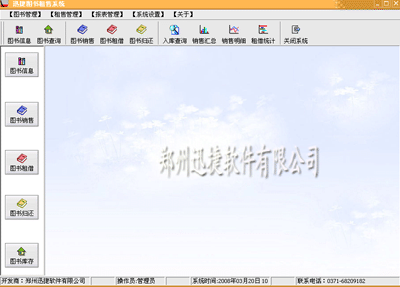 迅捷图书租售系统
【图书管理】 【租售管理】 【报表管理】 【系统设置】 【关于】
图书信息 图书查询 图书销售 图书租借 图书归还 入库查询 销售汇总 销售明细 租借统计 关闭系统
图书信息
图书销售
图书租借
图书归还
图书库存
郑州迅捷软件有限公司
开发商:郑州迅捷软件有限公司 操作员:管理员 系统时间:2008年03月20日 10 联系电话:0371-68209182